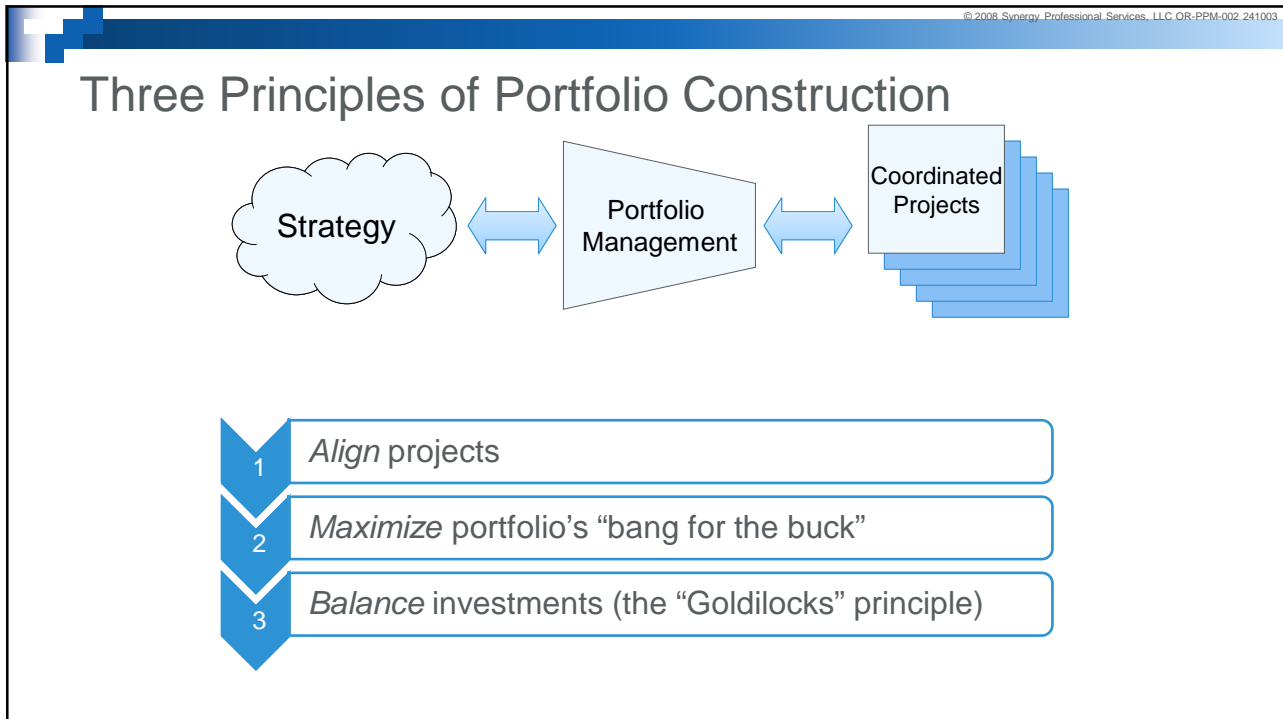 © 2008 Synergy Professional Services, LLC OR-PPM-002 241003
Three Principles of Portfolio Construction
Strategy
Portfolio
Management
Coordinated
Projects
1
Align projects
2
Maximize portfolio’s “bang for the buck”
3
Balance investments (the “Goldilocks” principle)